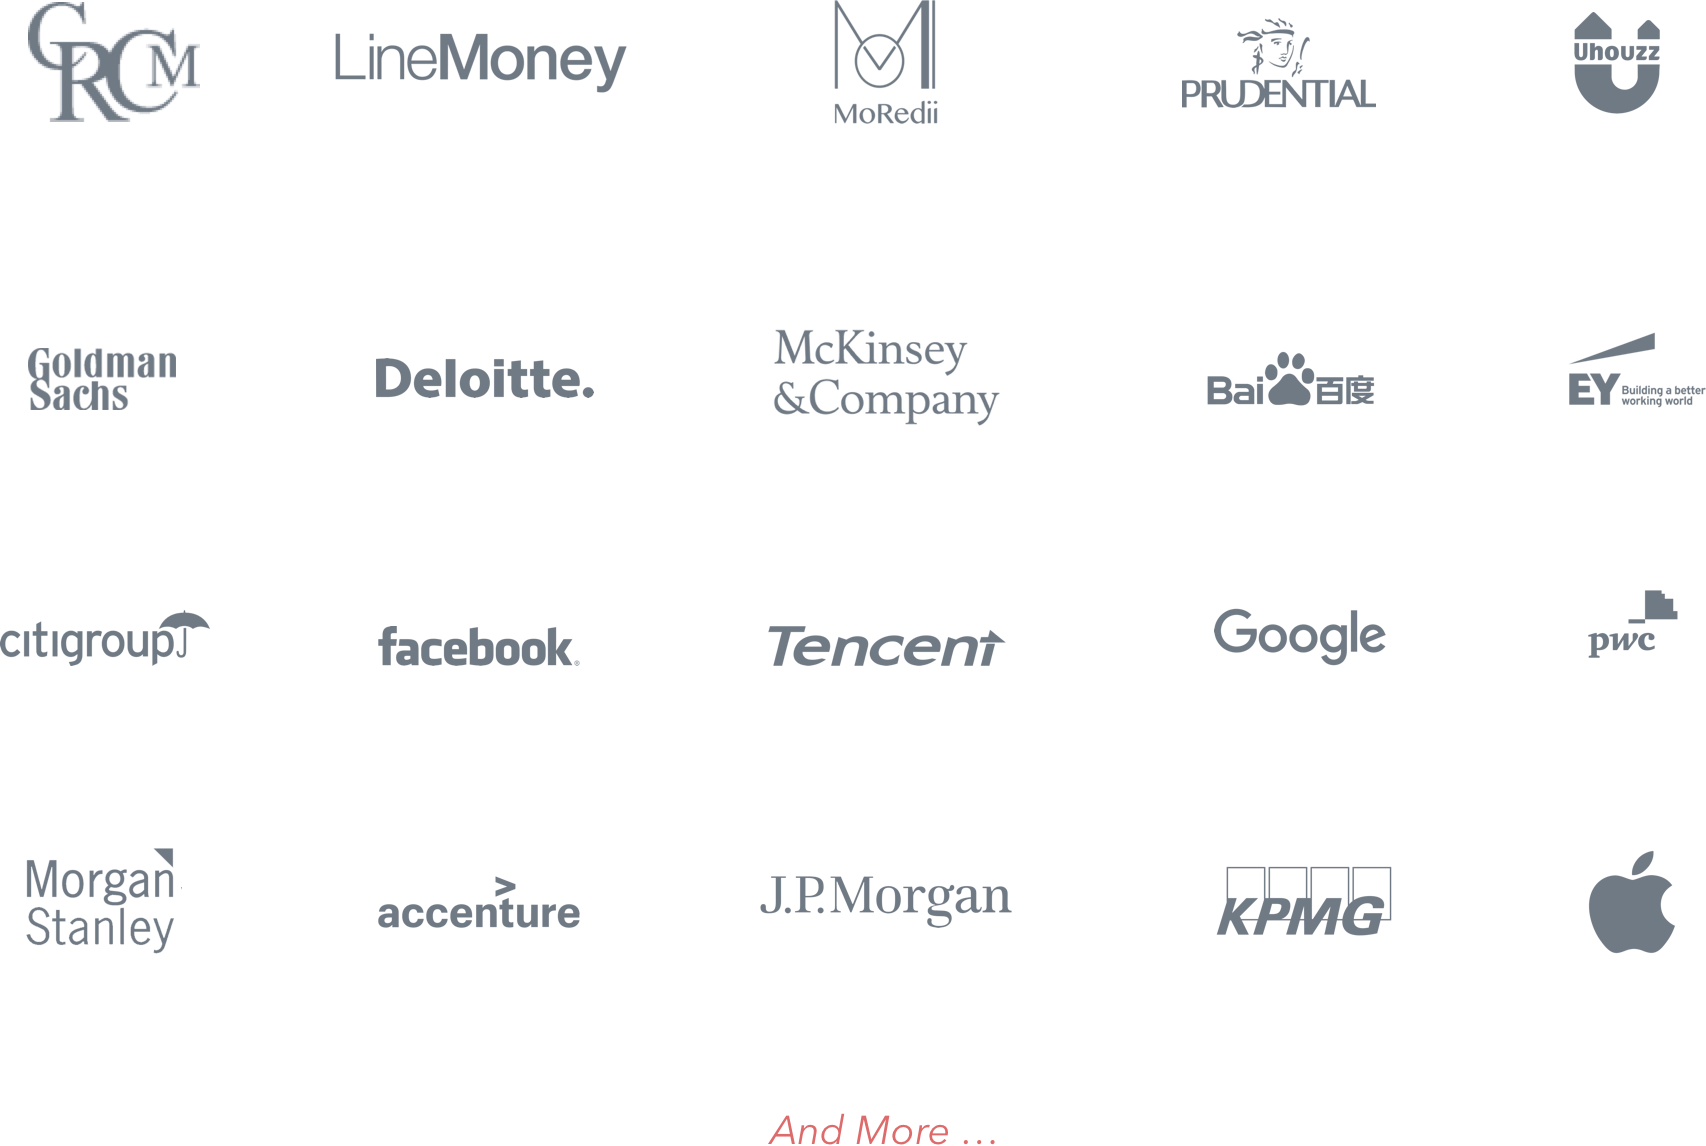 CRCM
LineMoney
MoRedii
PRUDENTIAL
Uhouzz
Goldman
Sachs
Deloitte.
McKinsey
&Company
Bai百度
EY Building a better
working world
citigroup
facebook®
Tencent
Google
pwc
Morgan
Stanley
>
accenture
J.P.Morgan
KPMG
And More ...